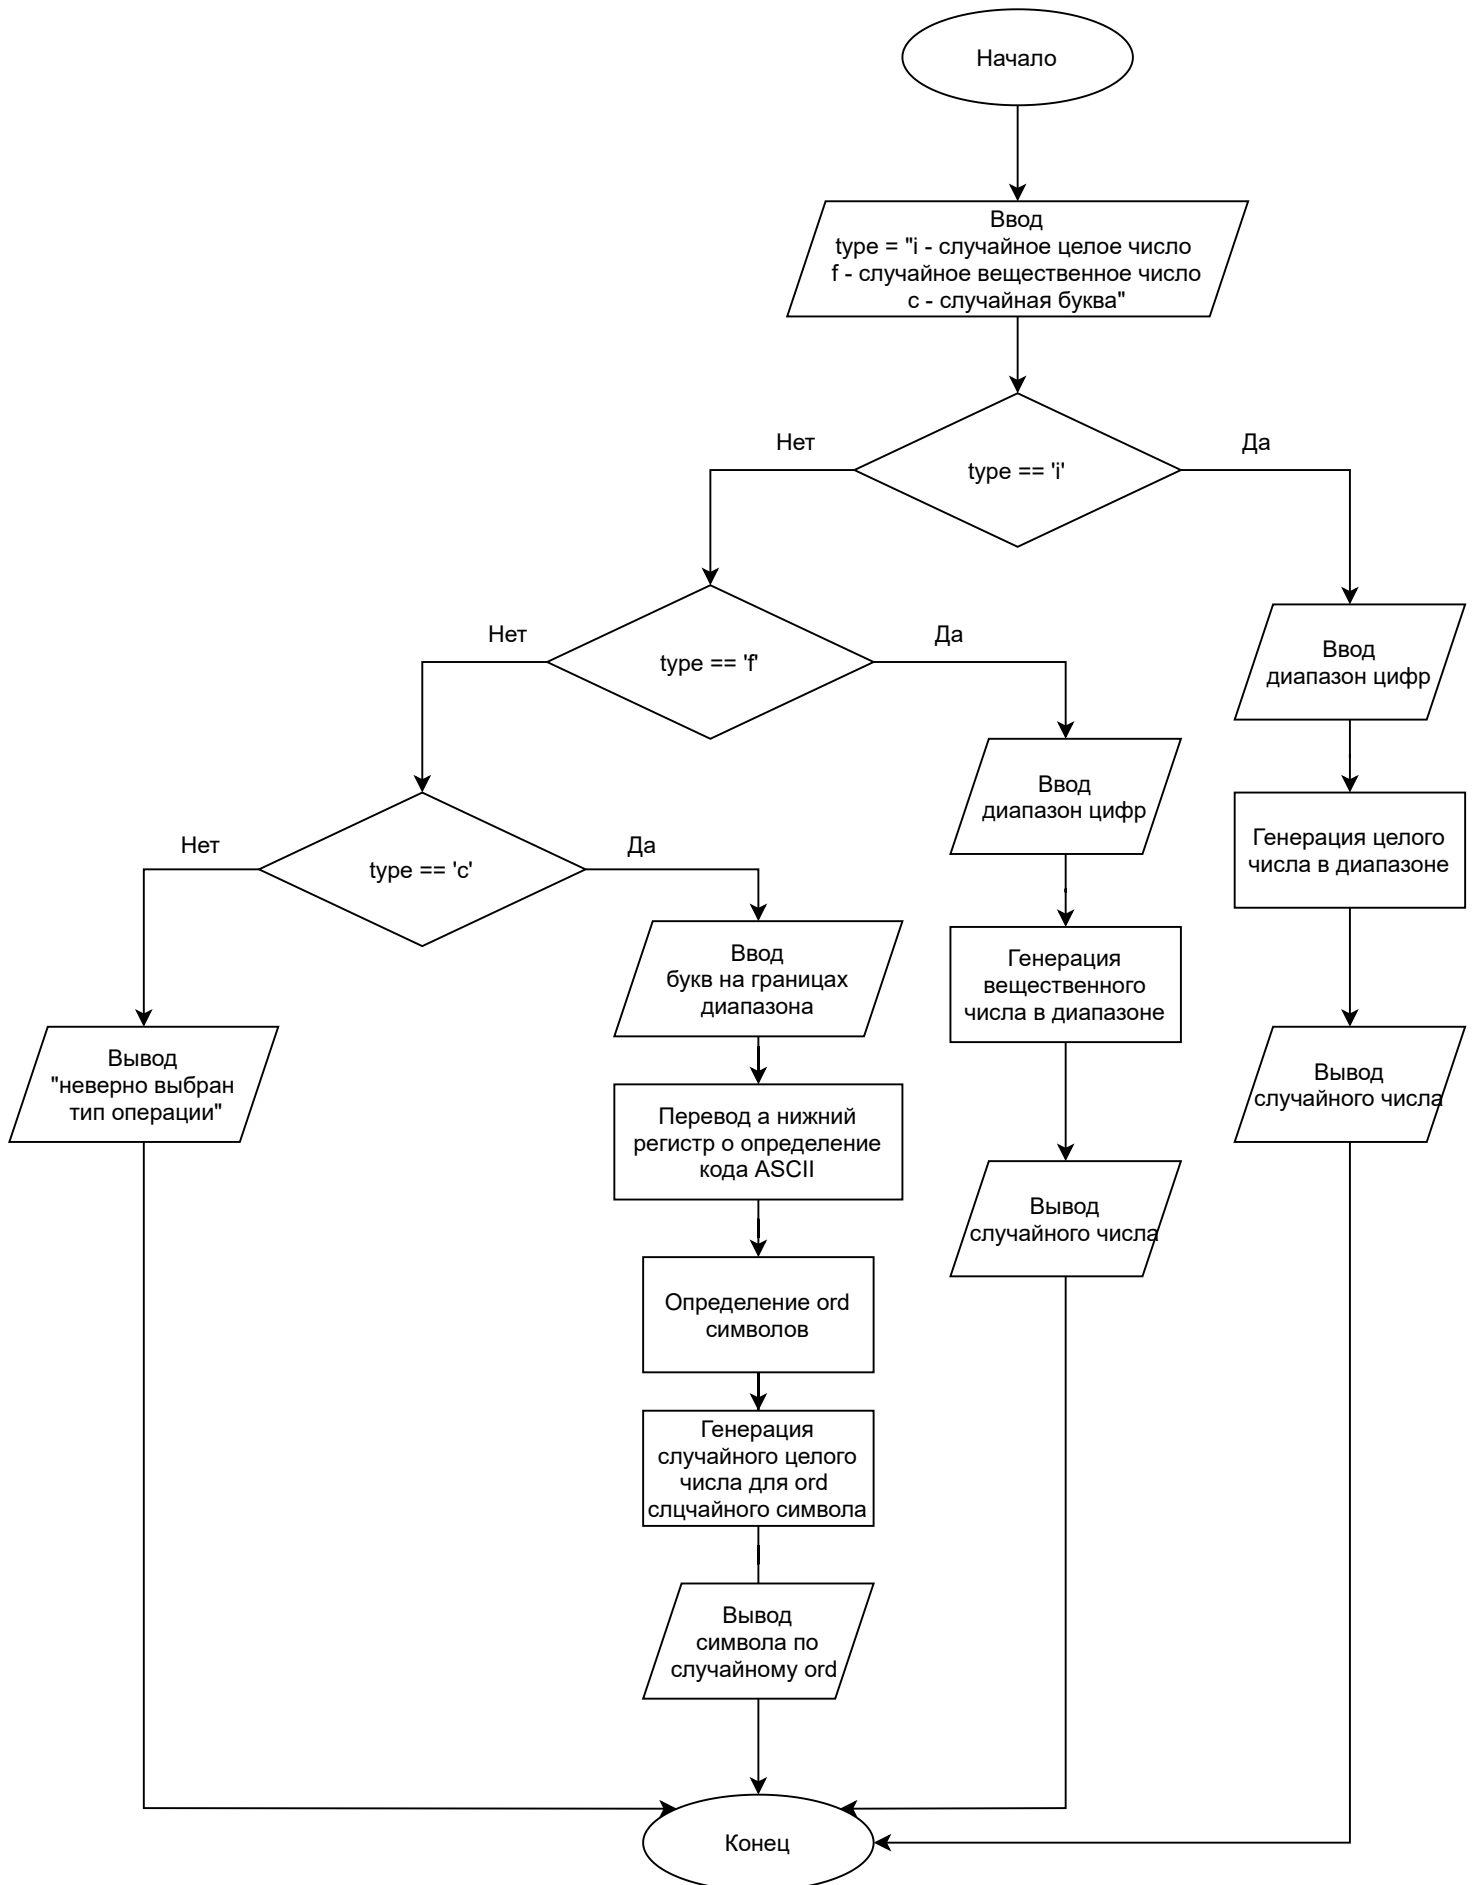 Начало
Ввод
type = "i - случайное целое число
f - случайное вещественное число
c - случайная буква"
Нет
Да
type == 'i'
Нет
Да
type == 'f'
Ввод
диапазон цифр
Ввод
диапазон цифр
Нет
Да
type == 'c'
Генерация целого
числа в диапазоне
Ввод
букв на границах
диапазона
Генерация
вещественного
числа в диапазоне
Вывод
"неверно выбран
тип операции"
Вывод
случайного числа
Перевод а нижний
регистр о определение
кода ASCII
Вывод
случайного числа
Определение ord
символов
Генерация
случайного целого
числа для ord
слцчайного символа
Вывод
символа по
случайному ord
Конец